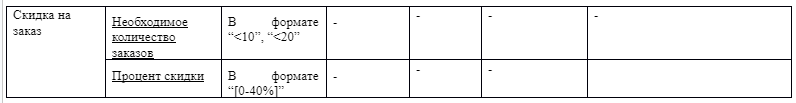 Скидка на заказ
Необходимое количество заказов
В формате “<10”, “<20”
-
-
-
-
Процент скидки
В формате “[0-40%]”
-
-
-